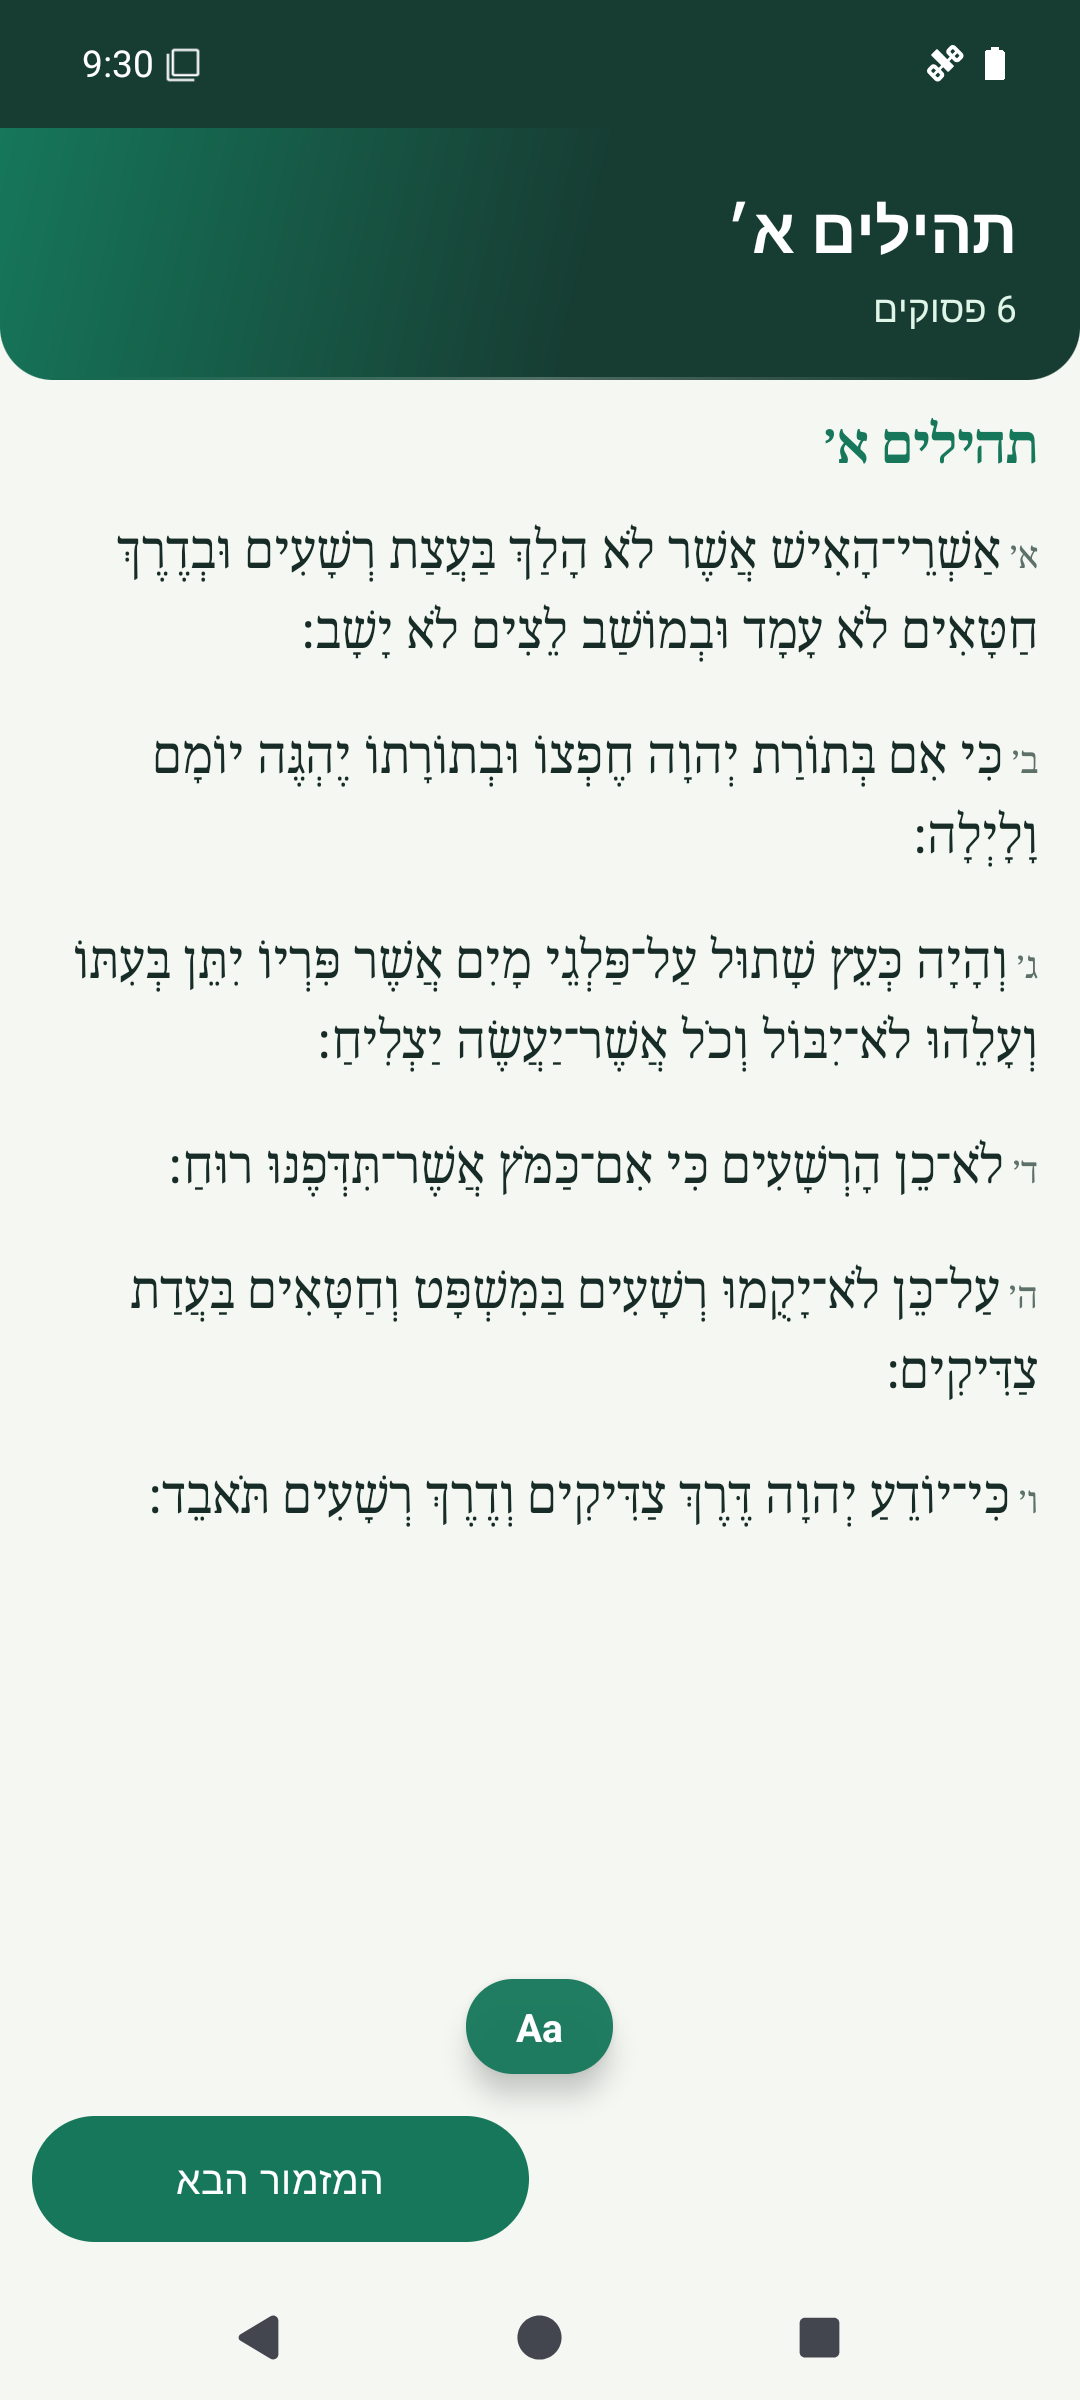 9:30
תהילים א׳
6 פסוקים
תהילים א׳
א׳ אַשְׁרֵי־הָאִישׁ אֲשֶׁר לֹא הָלַךְ בַּעֲצַת רְשָׁעִים וּבְדֶרֶךְ
חַטָּאִים לֹא עָמָד וּבְמוֹשַׁב לֵצִים לֹא יָשָׁב:
ב׳ כִּי אִם בְּתוֹרַת יְהוָה חֶפְצוֹ וּבְתוֹרָתוֹ יֶהְגֶּה יוֹמָם
וָלָיְלָה:
ג׳ וְהָיָה כְּעֵץ שָׁתוּל עַל־פַּלְגֵי מָיִם אֲשֶׁר פִּרְיוֹ יִתֵּן בְּעִתּוֹ
וְעָלֵהוּ לֹא־יִבּוֹל וְכֹל אֲשֶׁר־יַעֲשֶׂה יַצְלִיחַ:
ד׳ לֹא־כֵן הָרְשָׁעִים כִּי אִם־כַּמֹּץ אֲשֶׁר־תִּדְּפֶנּוּ רוּחַ:
ה׳ עַל־כֵּן לֹא־יָקֻמוּ רְשָׁעִים בַּמִּשְׁפָּט וְחַטָּאִים בַּעֲדַת
צַדִּיקִים:
ו׳ כִּי־יוֹדֵעַ יְהוָה דֶּרֶךְ צַדִּיקִים וְדֶרֶךְ רְשָׁעִים תֹּאבֵד:
Aa
המזמור הבא